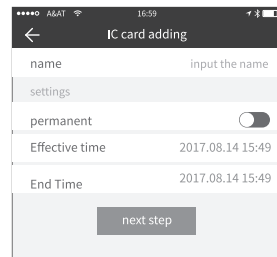 A&AT 16:59
IC card adding
name input the name
settings
permanent
Effective time 2017.08.14 15:49
End Time 2017.08.14 15:49
next step